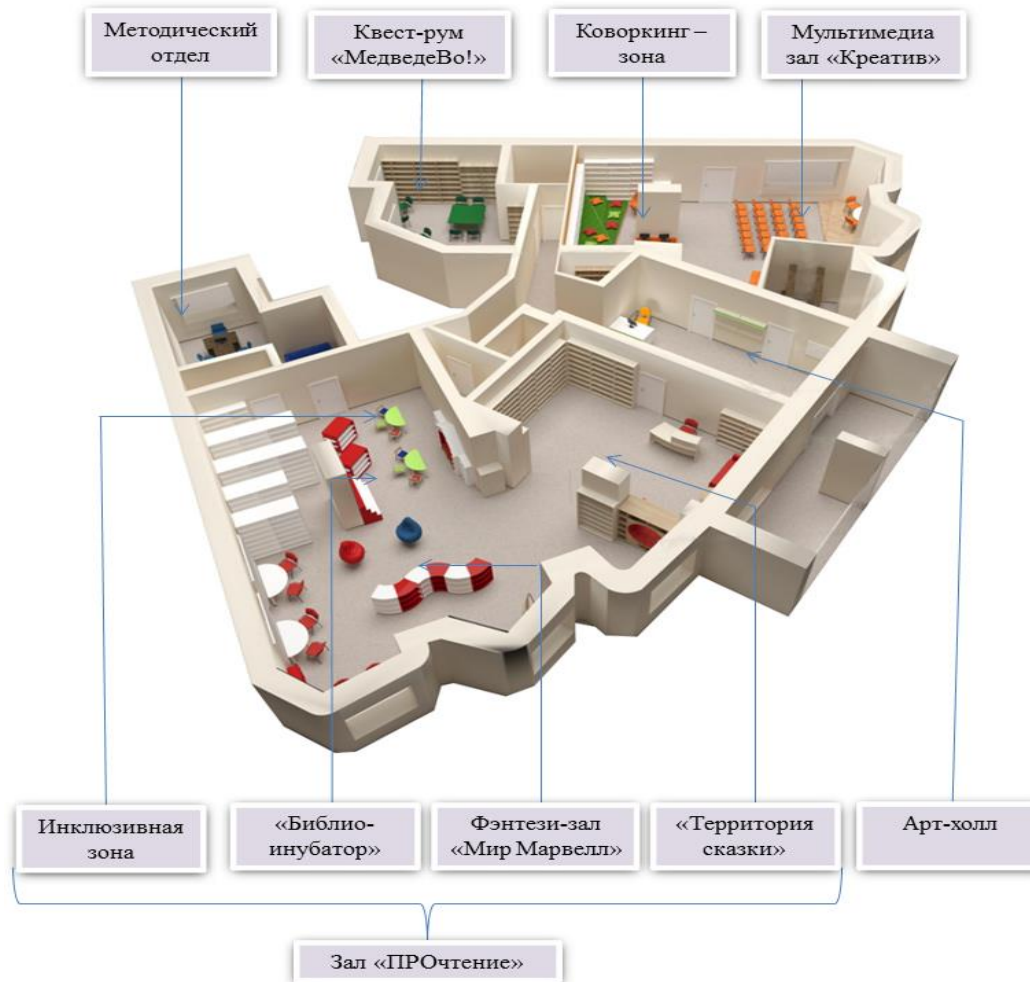 Методический
отдел
Квест-рум
«МедведеВо!»
Коворкинг –
зона
Мультимедиа
зал «Креатив»
Инклюзивная
зона
«Библио-
инубатор»
Фэнтези-зал
«Мир Марвелл»
«Территория
сказки»
Арт-холл
Зал «ПРОчтение»